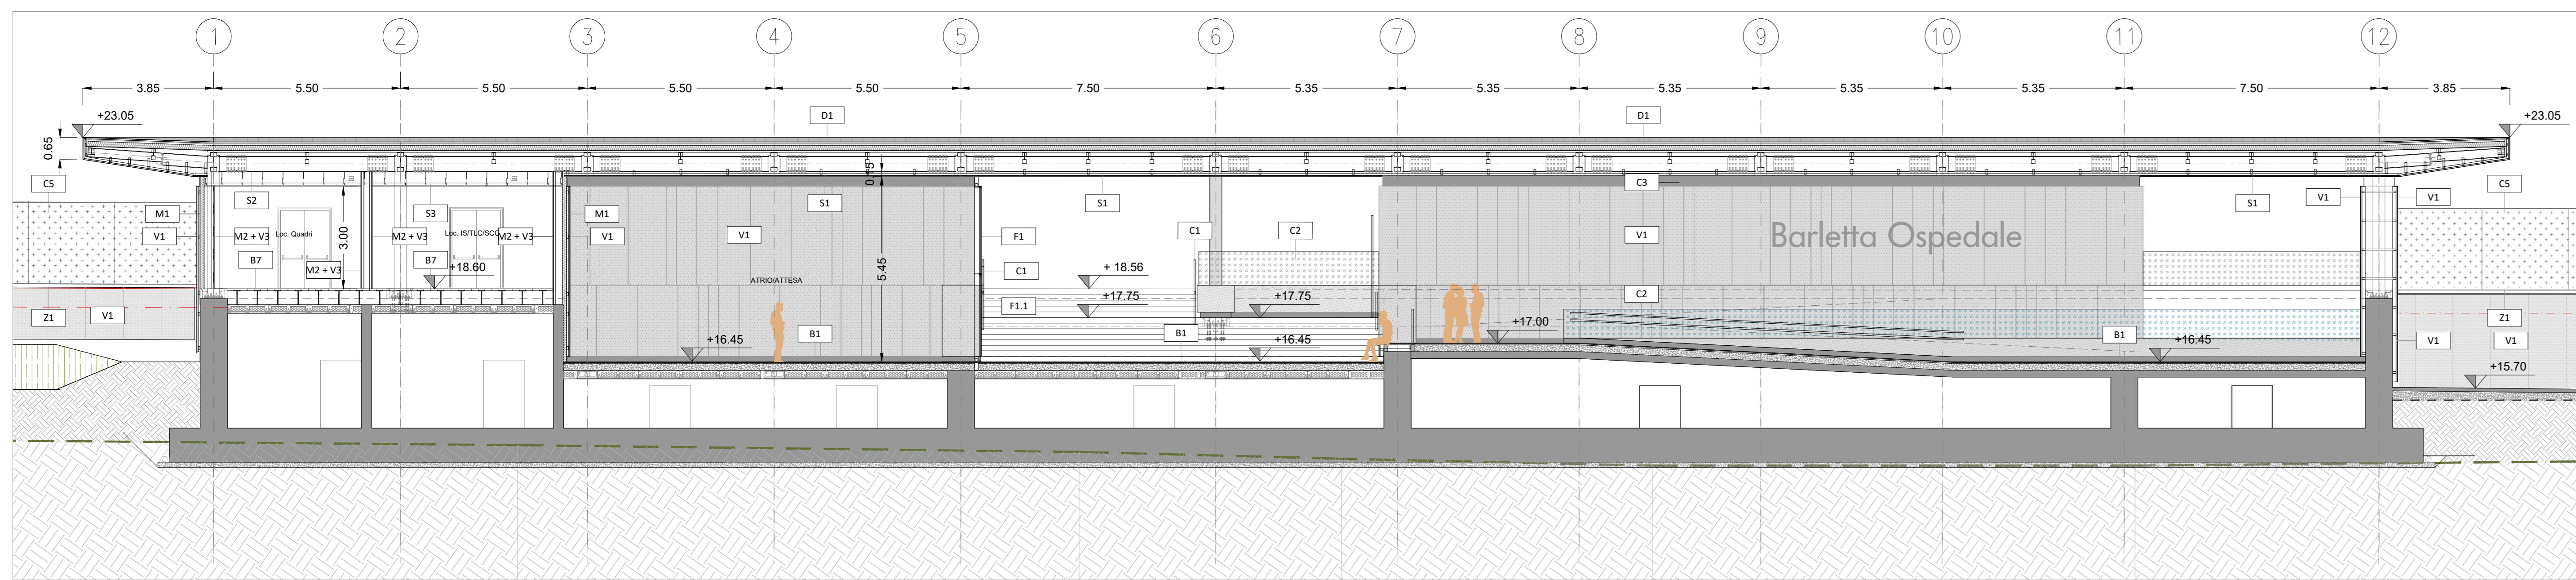 1 2 3 4 5 6 7 8 9 10 11 12
3.85 5.50 5.50 5.50 5.50 7.50 5.35 5.35 5.35 5.35 5.35 7.50 3.85
+23.05 D1 D1 +23.05
0.65
0.15
C5 C3 C5
S2 S3 S1 S1 S1 V1 V1
M1 M1
V1 M2 + V3 Loc. Quadri M2 + V3 Loc. IS/TLC/SCC M2 + V3 V1 V1 F1 C1 C2 V1 Barletta Ospedale
3.00
5.45
B7 M2 + V3 B7 +18.60 C1 + 18.56
ATRIO/ATTESA
C2
Z1 V1 F1.1 +17.75 +17.75 Z1
B1 B1 +17.00 B1
+16.45 +16.45 +16.45 V1 V1
+15.70